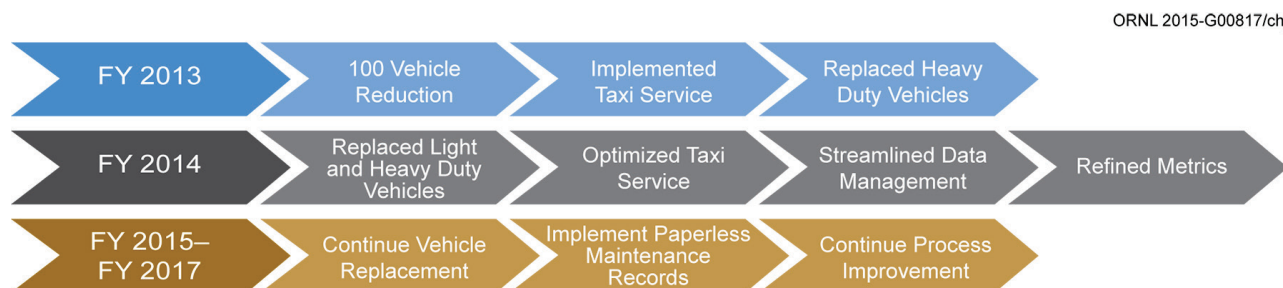 ORNL 2015-G00817/ch
FY 2013
100 Vehicle
Reduction
Implemented
Taxi Service
Replaced Heavy
Duty Vehicles
FY 2014
Replaced Light
and Heavy Duty
Vehicles
Optimized Taxi
Service
Streamlined Data
Management
Refined Metrics
FY 2015–
FY 2017
Continue Vehicle
Replacement
Implement Paperless
Maintenance
Records
Continue Process
Improvement